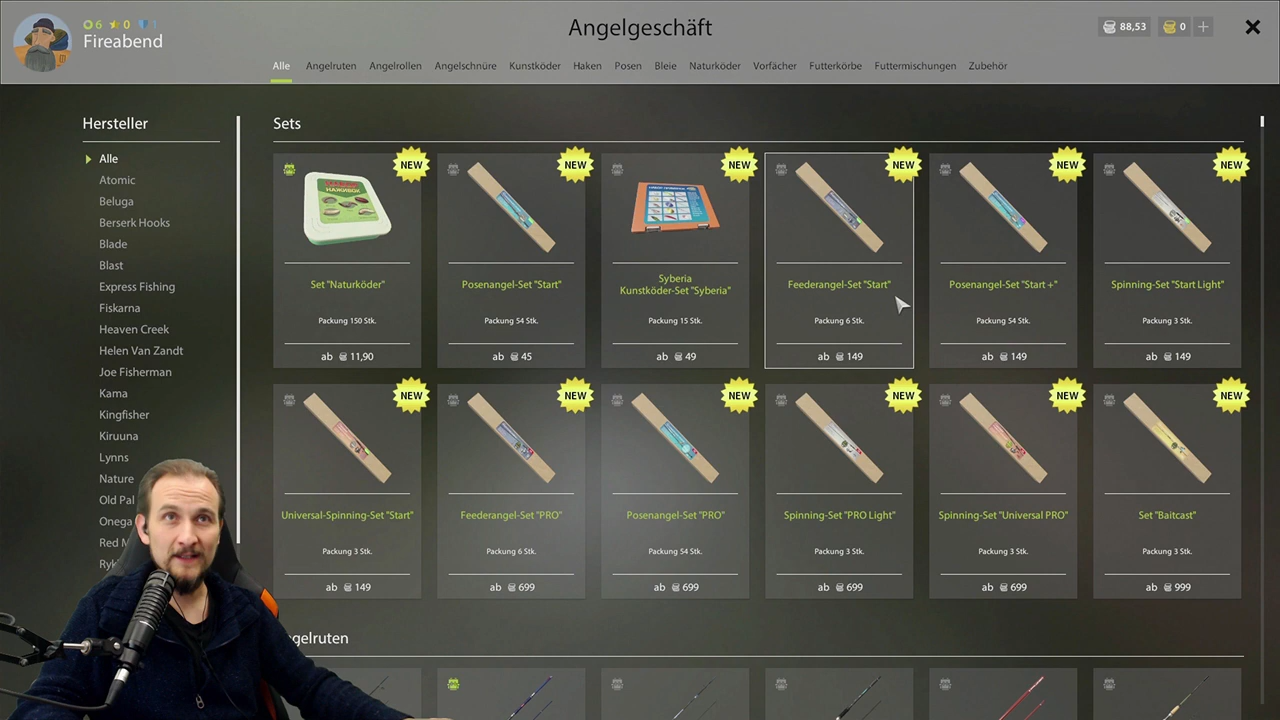 6 0 1
Fireabend
Angelgeschäft
88,53 0 +
Alle Angelruten Angelrollen Angelschnüre Kunstköder Haken Posen Bleie Naturköder Vorfächer Futterkörbe Futtermischungen Zubehör
Hersteller
Alle
Atomic
Beluga
Berserk Hooks
Blade
Blast
Express Fishing
Fiskarna
Heaven Creek
Helen Van Zandt
Joe Fisherman
Kama
Kingfisher
Kiruuna
Lynns
Nature
Old Pal
Onega
Red
Ryk
Sets
NEW NEW NEW NEW NEW NEW
НАЖИВОК
Set "Naturköder"
Packung 150 Stk.
ab 11,90
Posenangel-Set "Start"
Packung 54 Stk.
ab 45
Syberia
Kunstköder-Set "Syberia"
Packung 15 Stk.
ab 49
Feederangel-Set "Start"
Packung 6 Stk.
ab 149
Posenangel-Set "Start +"
Packung 54 Stk.
ab 149
Spinning-Set "Start Light"
Packung 3 Stk.
ab 149
NEW NEW NEW NEW NEW NEW
Universal-Spinning-Set "Start"
Packung 3 Stk.
ab 149
Feederangel-Set "PRO"
Packung 6 Stk.
ab 699
Posenangel-Set "PRO"
Packung 54 Stk.
ab 699
Spinning-Set "PRO Light"
Packung 3 Stk.
ab 699
Spinning-Set "Universal PRO"
Packung 3 Stk.
ab 699
Set "Baitcast"
Packung 3 Stk.
ab 999
gelruten